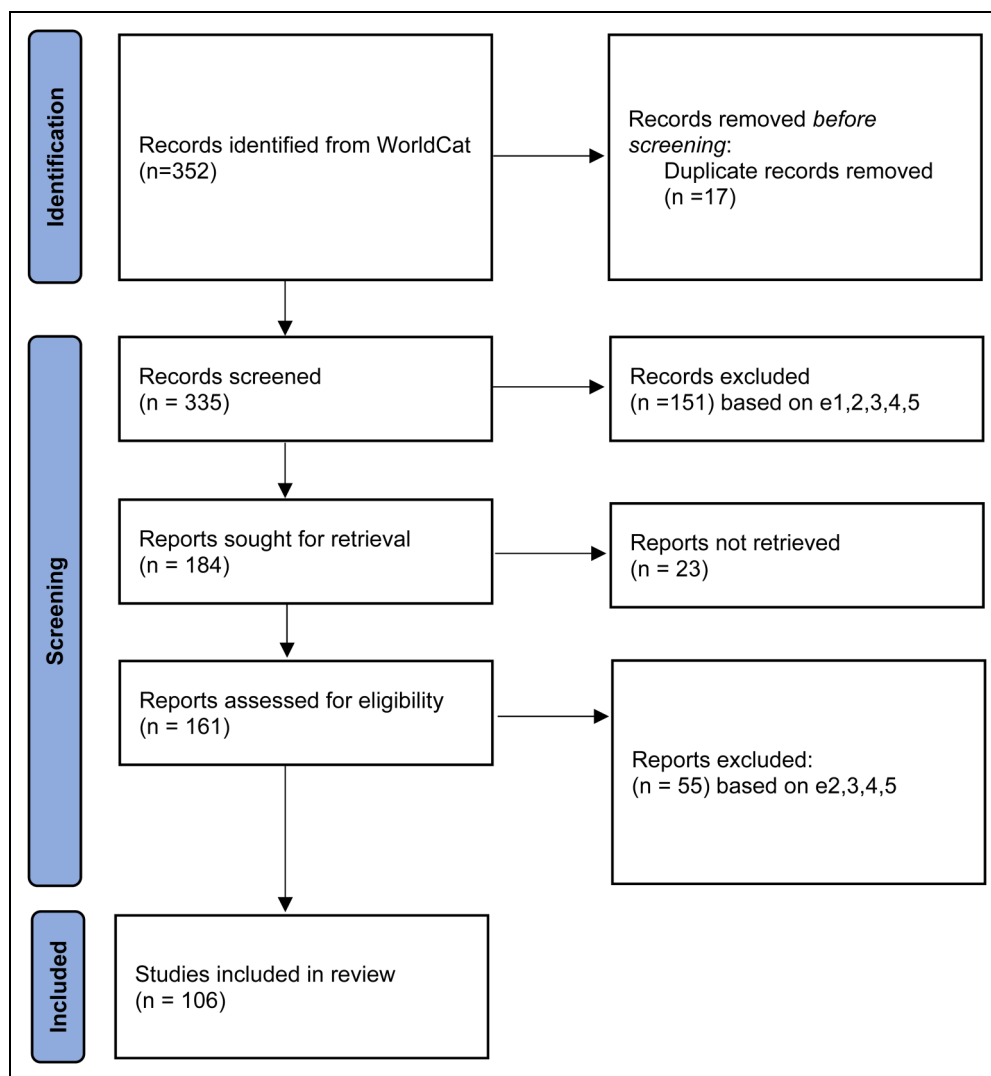 Identification
Records identified from WorldCat
(n=352)
Records removed before
screening:
Duplicate records removed
(n =17)
Screening
Records screened
(n = 335)
Records excluded
(n =151) based on e1,2,3,4,5
Reports sought for retrieval
(n = 184)
Reports not retrieved
(n = 23)
Reports assessed for eligibility
(n = 161)
Reports excluded:
(n = 55) based on e2,3,4,5
Included
Studies included in review
(n = 106)